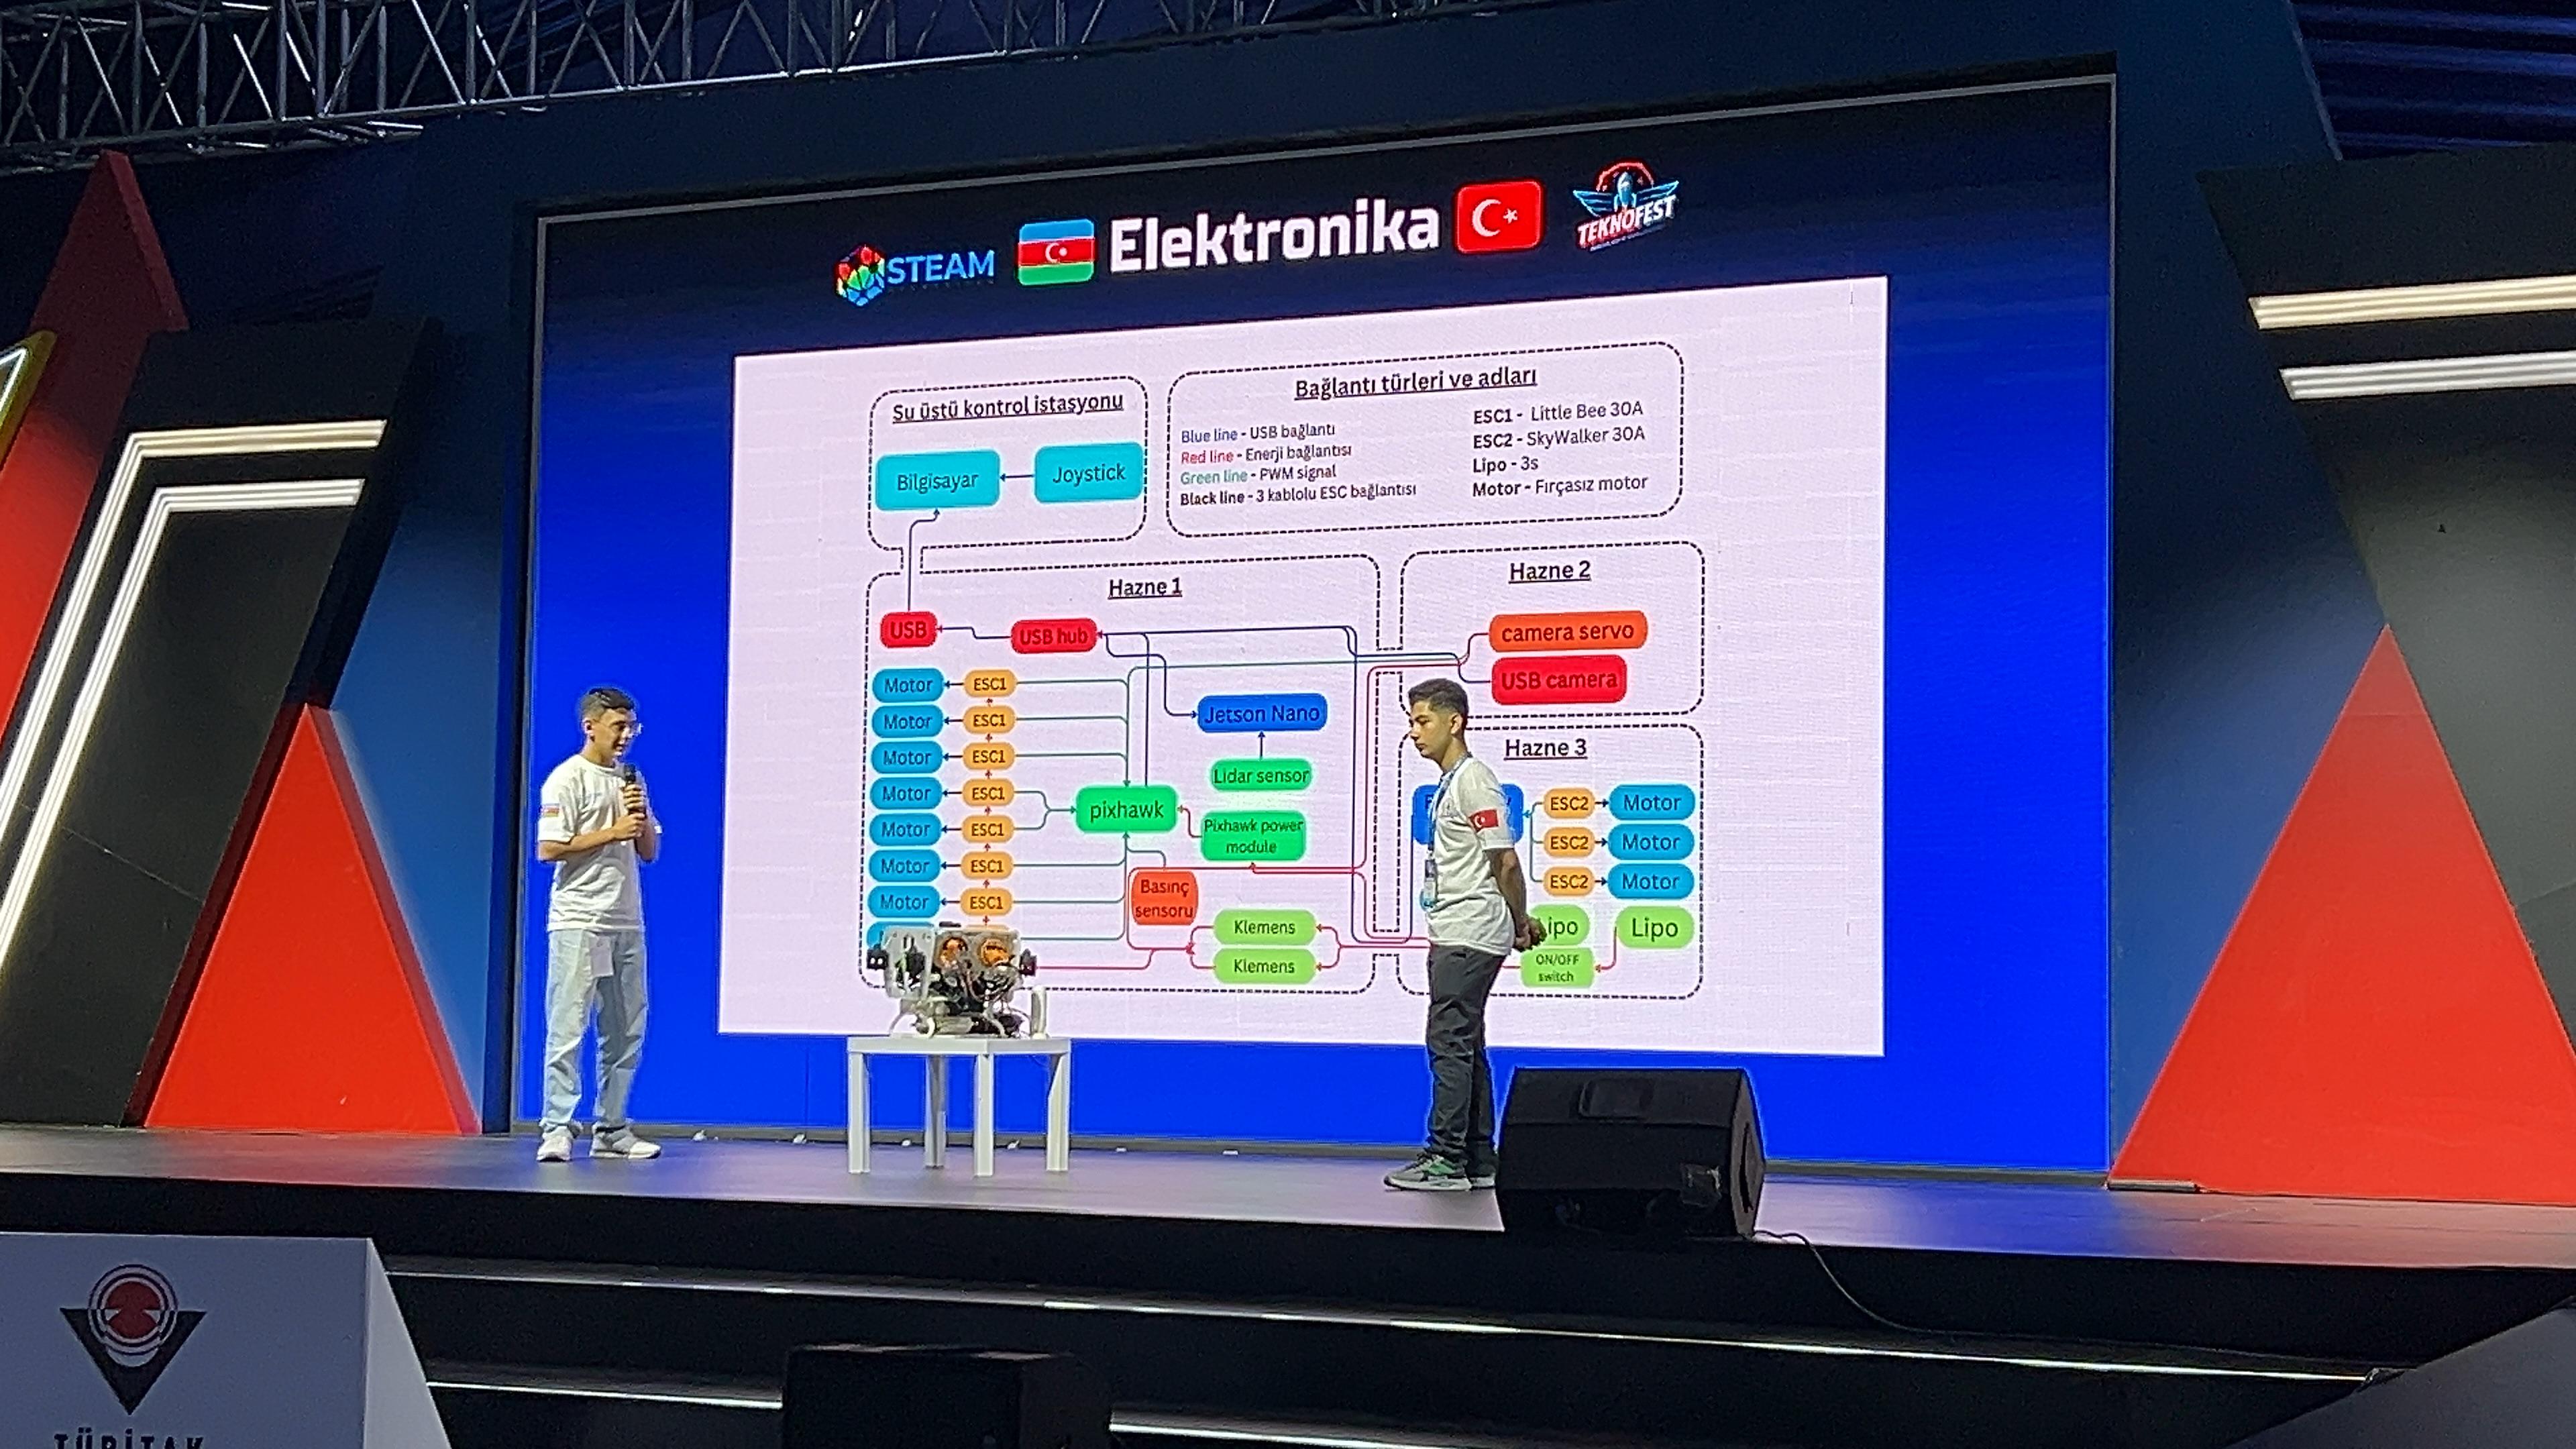 STEAM
Elektronika
TEKNOFEST
Su üstü kontrol istasyonu
Bilgisayar
Joystick
Bağlantı türleri ve adları
Blue line - USB bağlantı
Red line - Enerji bağlantısı
Green line - PWM signal
Black line - 3 kablolu ESC bağlantısı
ESC1 - Little Bee 30A
ESC2 - SkyWalker 30A
Lipo - 3s
Motor - Fırçasız motor
Hazne 1
USB
USB hub
Motor ESC1
Motor ESC1
Motor ESC1
Motor ESC1
Motor ESC1
Motor ESC1
Motor ESC1
Jetson Nano
Lidar sensor
pixhawk
Pixhawk power
module
Basınç
sensoru
Klemens
Klemens
Hazne 2
camera servo
USB camera
Hazne 3
ESC2 Motor
ESC2 Motor
ESC2 Motor
Lipo
ON/OFF
switch
TÜBİTAK